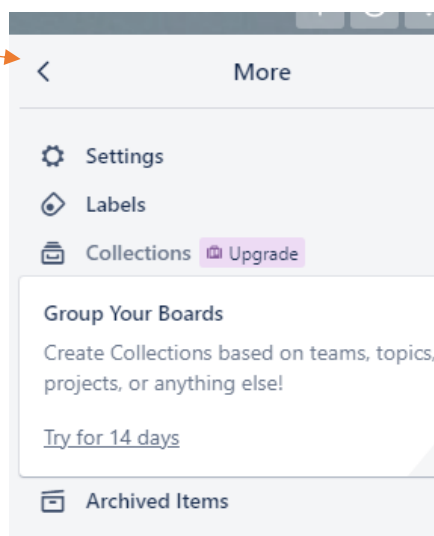 More
Settings
Labels
Collections Upgrade
Group Your Boards
Create Collections based on teams, topics,
projects, or anything else!
Try for 14 days
Archived Items